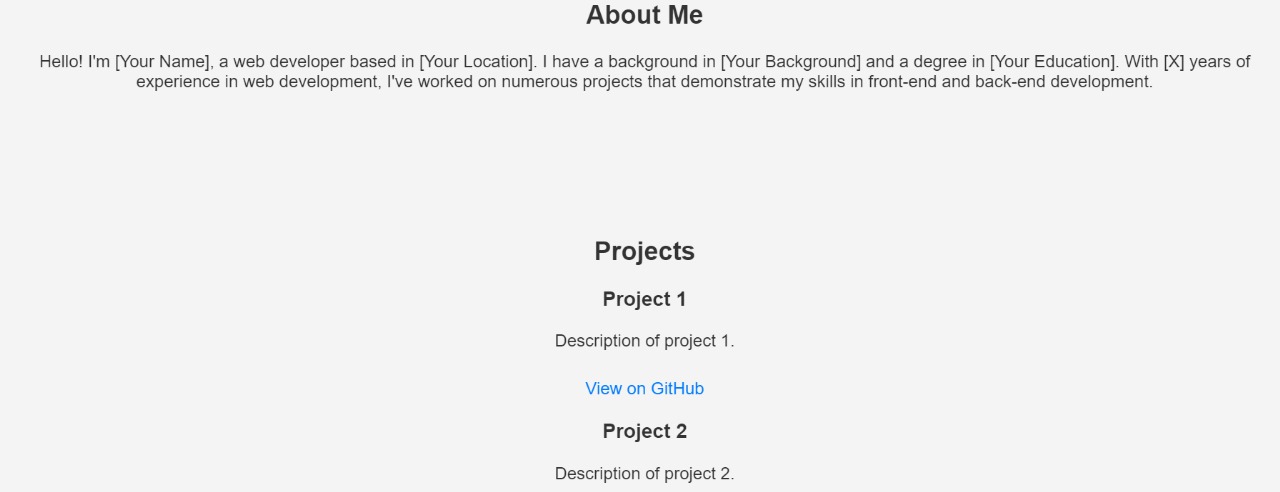 About Me
Hello! I'm [Your Name], a web developer based in [Your Location]. I have a background in [Your Background] and a degree in [Your Education]. With [X] years of
experience in web development, I've worked on numerous projects that demonstrate my skills in front-end and back-end development.
Projects
Project 1
Description of project 1.
View on GitHub
Project 2
Description of project 2.